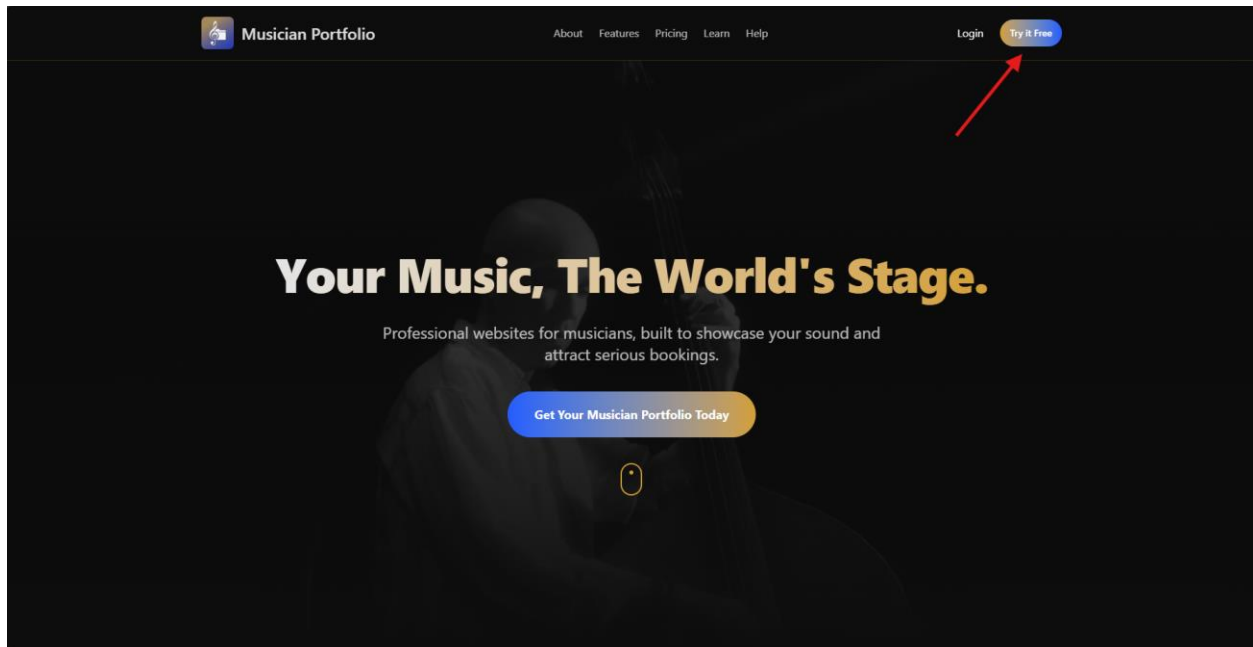 Musician Portfolio
About Features Pricing Learn Help
Login Try it Free
Your Music, The World's Stage.
Professional websites for musicians, built to showcase your sound and
attract serious bookings.
Get Your Musician Portfolio Today